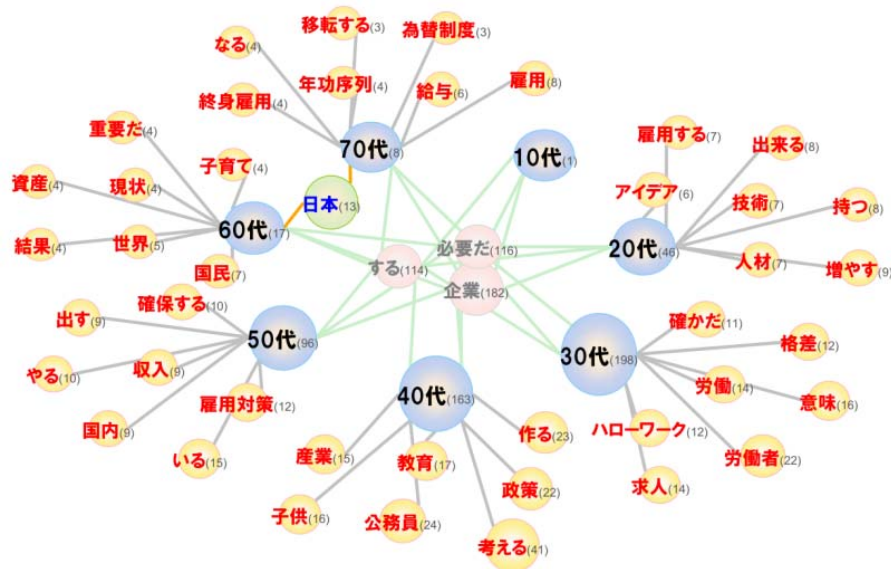 移転する(3)
為替制度(3)
なる(4)
年功序列(4)
給与(6)
雇用(8)
終身雇用(4)
70代(8)
10代(1)
重要だ(4)
子育て(4)
資産(4)
現状(4)
日本(13)
60代(17)
結果(4)
世界(5)
国民(7)
雇用する(7)
出来る(8)
アイデア(6)
技術(7)
持つ(8)
20代(46)
人材(7)
増やす(9)
必要だ(116)
する(114)
企業(182)
確保する(10)
出す(9)
50代(96)
やる(10)
収入(9)
雇用対策(12)
国内(9)
いる(15)
確かだ(11)
格差(12)
30代(198)
労働(14)
意味(16)
ハローワーク(12)
労働者(22)
求人(14)
40代(163)
作る(23)
産業(15)
教育(17)
政策(22)
子供(16)
公務員(24)
考える(41)